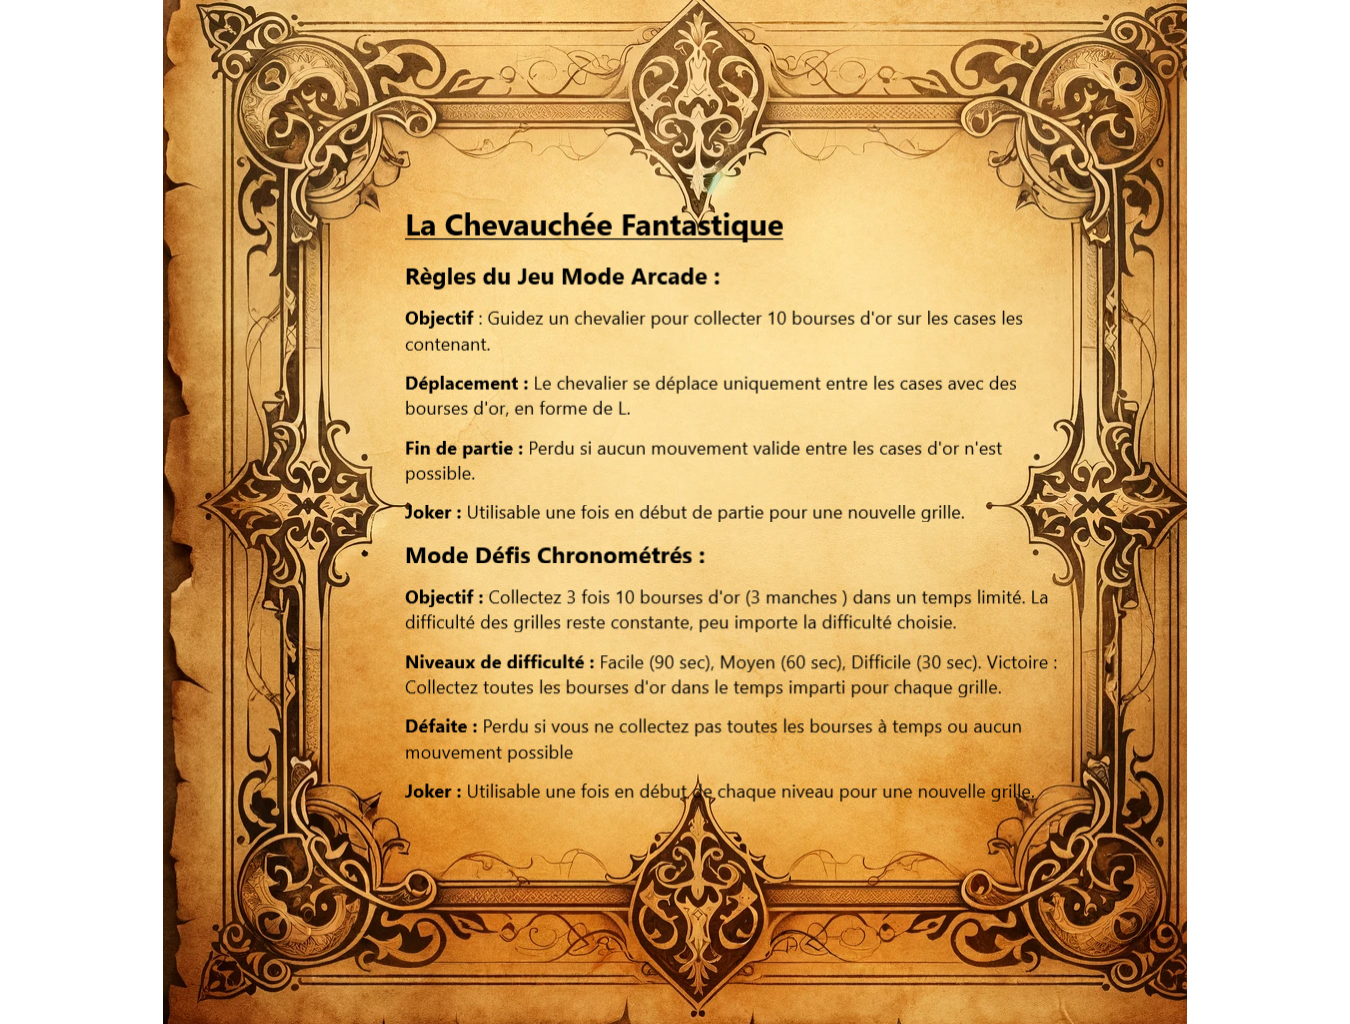 La Chevauchée Fantastique
Règles du Jeu Mode Arcade :
Objectif : Guidez un chevalier pour collecter 10 bourses d'or sur les cases les
contenant.
Déplacement : Le chevalier se déplace uniquement entre les cases avec des
bourses d'or, en forme de L.
Fin de partie : Perdu si aucun mouvement valide entre les cases d'or n'est
possible.
Joker : Utilisable une fois en début de partie pour une nouvelle grille.
Mode Défis Chronométrés :
Objectif : Collectez 3 fois 10 bourses d'or (3 manches ) dans un temps limité. La
difficulté des grilles reste constante, peu importe la difficulté choisie.
Niveaux de difficulté : Facile (90 sec), Moyen (60 sec), Difficile (30 sec). Victoire :
Collectez toutes les bourses d'or dans le temps imparti pour chaque grille.
Défaite : Perdu si vous ne collectez pas toutes les bourses à temps ou aucun
mouvement possible
Joker : Utilisable une fois en début de chaque niveau pour une nouvelle grille.